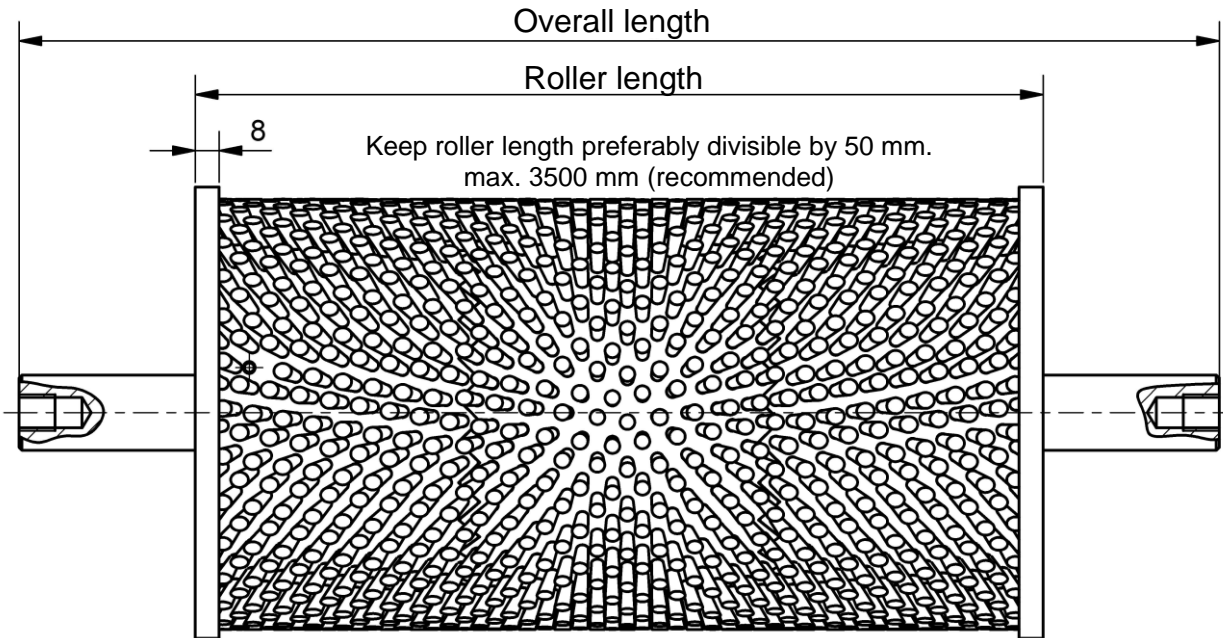 Overall length
Roller length
8
Keep roller length preferably divisible by 50 mm.
max. 3500 mm (recommended)